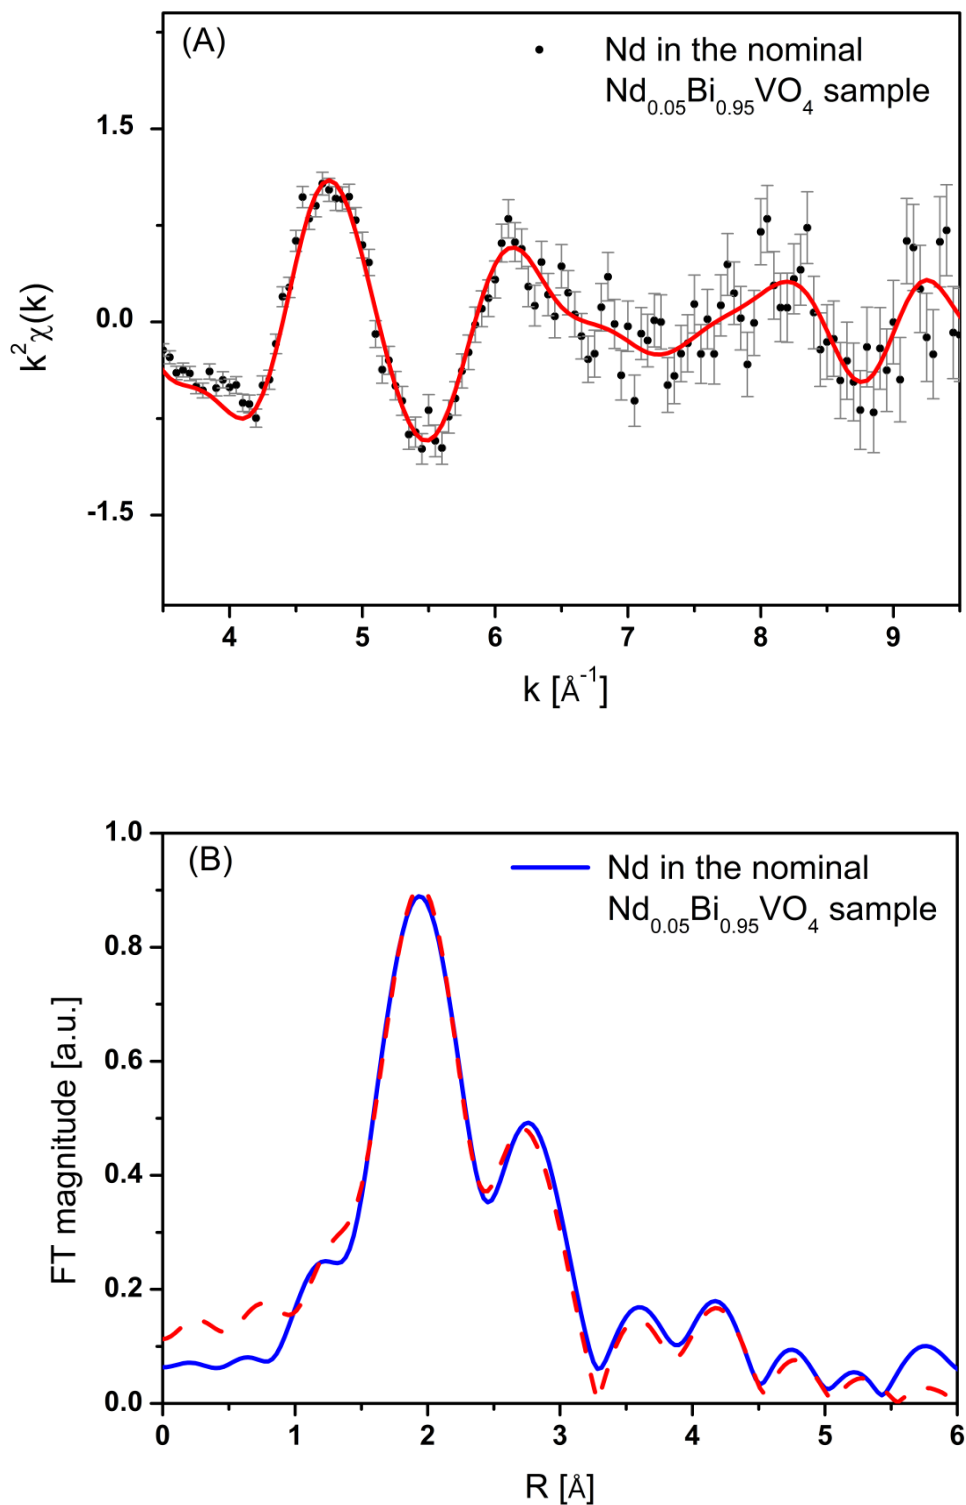 (A)
Nd in the nominal
Nd0.05Bi0.95VO4 sample
1.5
0.0
-1.5
k2χ(k)
4 5 6 7 8 9
k [Å-1]
(B)
Nd in the nominal
Nd0.05Bi0.95VO4 sample
1.0
0.8
0.6
0.4
0.2
0.0
FT magnitude [a.u.]
0 1 2 3 4 5 6
R [Å]